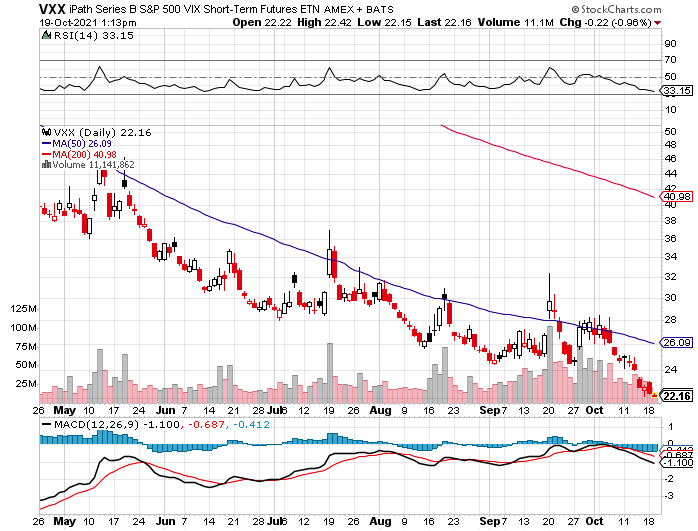 VXX iPath Series B S&P 500 VIX Short-Term Futures ETN AMEX + BATS © StockCharts.com
19-Oct-2021 1:13pm Open 22.22 High 22.42 Low 22.15 Last 22.16 Volume 11.1M Chg -0.22 (-0.96%)
RSI(14) 33.15
90
70
50
33.15
10
VXX (Daily) 22.16
MA(50) 26.09
MA(200) 40.98
Volume 11,141,862
50
48
46
44
42
40.98
40
38
36
34
32
30
28
26.09
24
22.16
125M
100M
75M
50M
25M
26 May 10 17 24 Jun 7 14 21 28 Jul 6 12 19 26 Aug 9 16 23 Sep 7 13 20 27 Oct 11 18
MACD(12,26,9) -1.100, -0.687, -0.412
1
0
-0.412
-0.687
-1.100
-2
-3
26 May 10 17 24 Jun 7 14 21 28 Jul 6 12 19 26 Aug 9 16 23 Sep 7 13 20 27 Oct 11 18